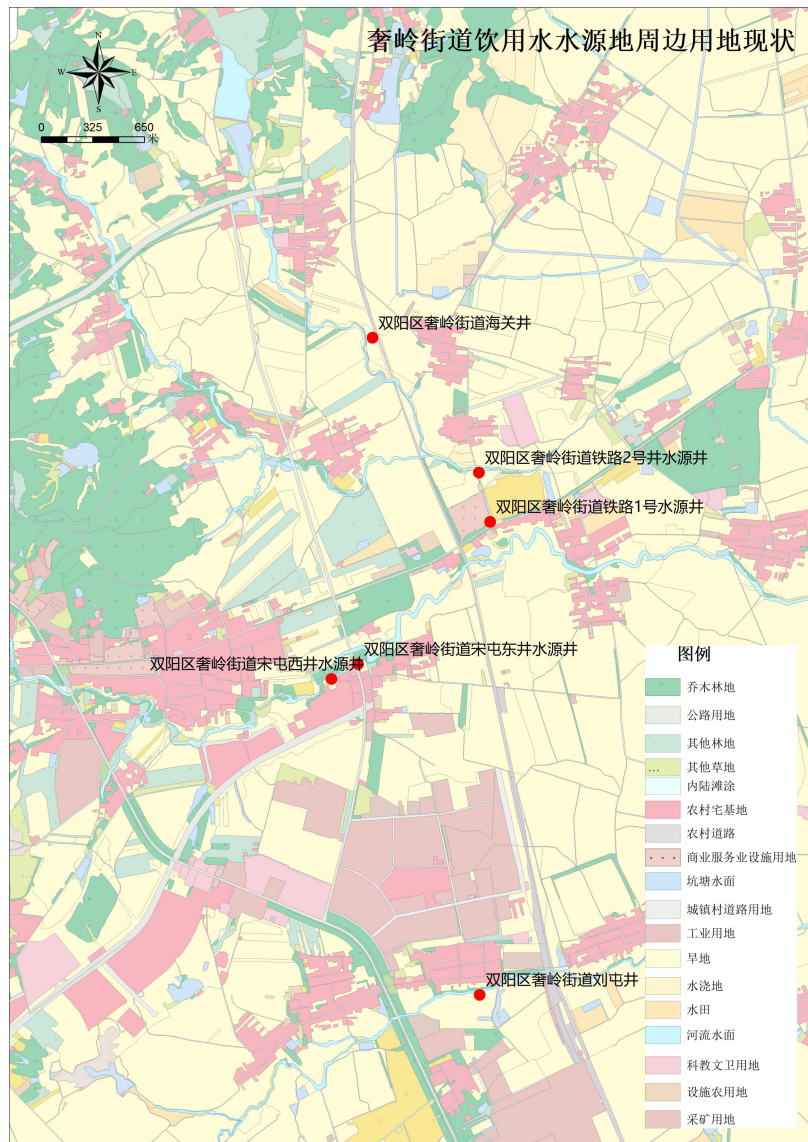 奢岭街道饮用水水源地周边用地现状
N
W
E
S
0
325
650
米
双阳区奢岭街道海关井
双阳区奢岭街道铁路2号井水源井
双阳区奢岭街道铁路1号水源井
双阳区奢岭街道宋屯东井水源井
双阳区奢岭街道宋屯西井水源井
双阳区奢岭街道刘屯井
图例
乔木林地
公路用地
其他林地
其他草地
内陆滩涂
农村宅基地
农村道路
商业服务业设施用地
坑塘水面
城镇村道路用地
工业用地
旱地
水浇地
水田
河流水面
科教文卫用地
设施农用地
采矿用地